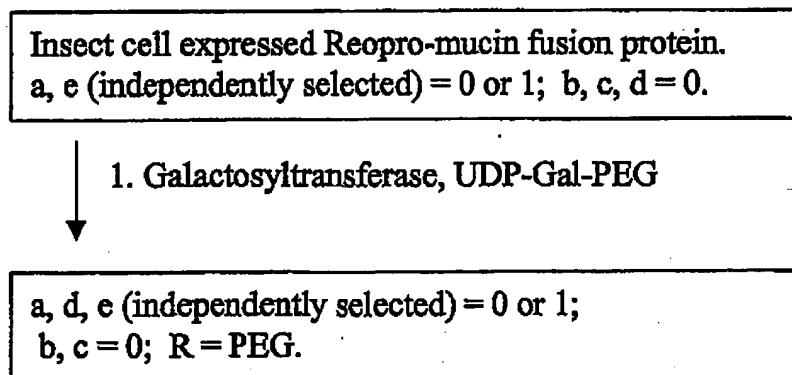 Insect cell expressed Reopro-mucin fusion protein.
a, e (independently selected) = 0 or 1; b, c, d = 0.
1. Galactosyltransferase, UDP-Gal-PEG
a, d, e (independently selected) = 0 or 1;
b, c = 0; R = PEG.